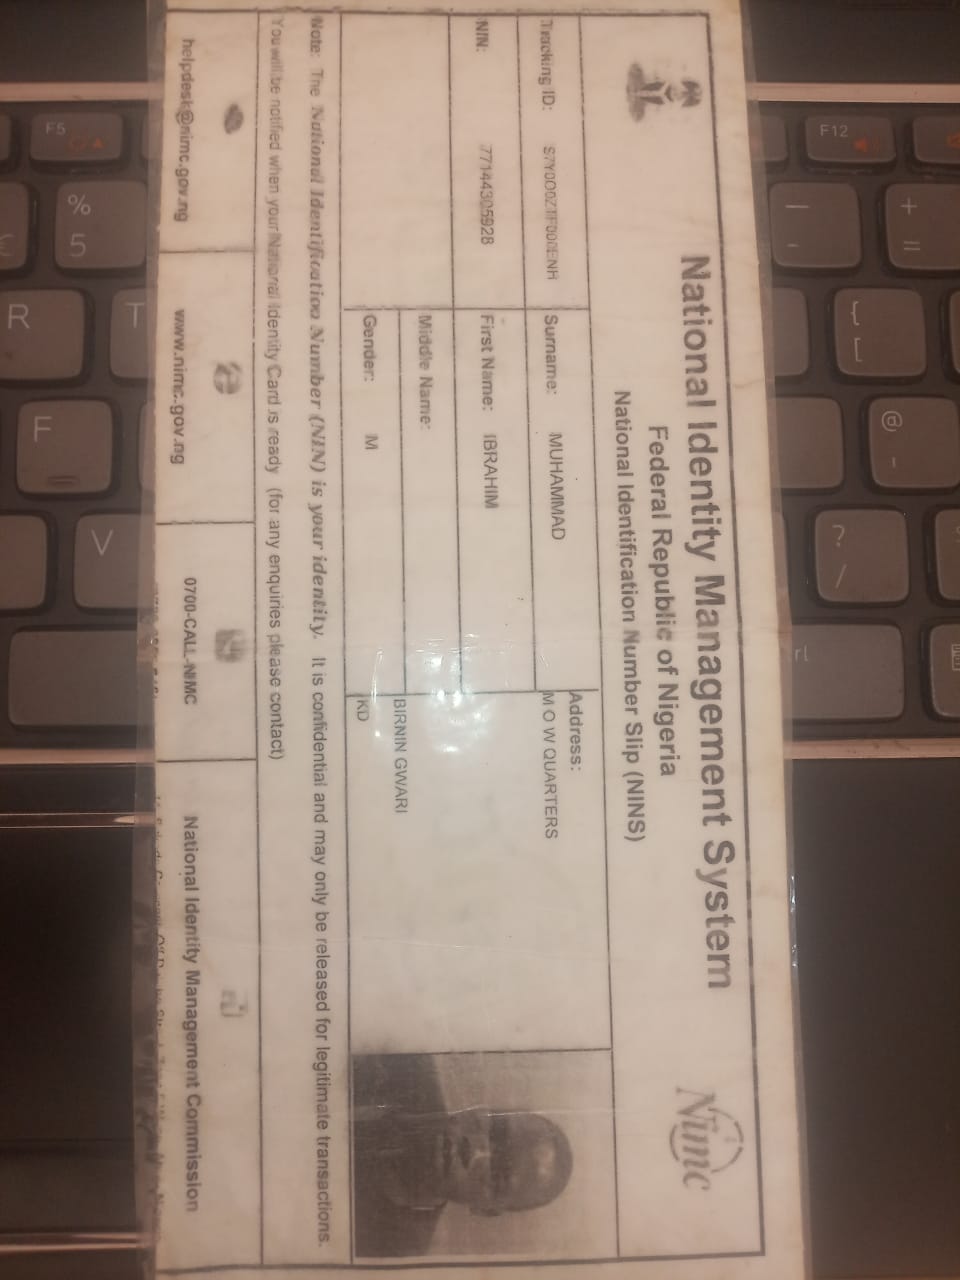 National Identity Management System
Federal Republic of Nigeria
National Identification Number Slip (NINS)
Nimc
Tracking ID:
Surname: MUHAMMAD
Address:
M O W QUARTERS
NIN: 77144305928
First Name: IBRAHIM
Middle Name:
BIRNIN GWARI
Gender: M
KD
Note: The National Identification Number (NIN) is your identity. It is confidential and may only be released for legitimate transactions.
You will be notified when your National Identity Card is ready (for any enquiries please contact)
helpdesk@nimc.gov.ng
www.nimc.gov.ng
0700-CALL-NIMC
National Identity Management Commission
F5
F12
%
5
R
T
F
V
+
=
{
[
@
?
/